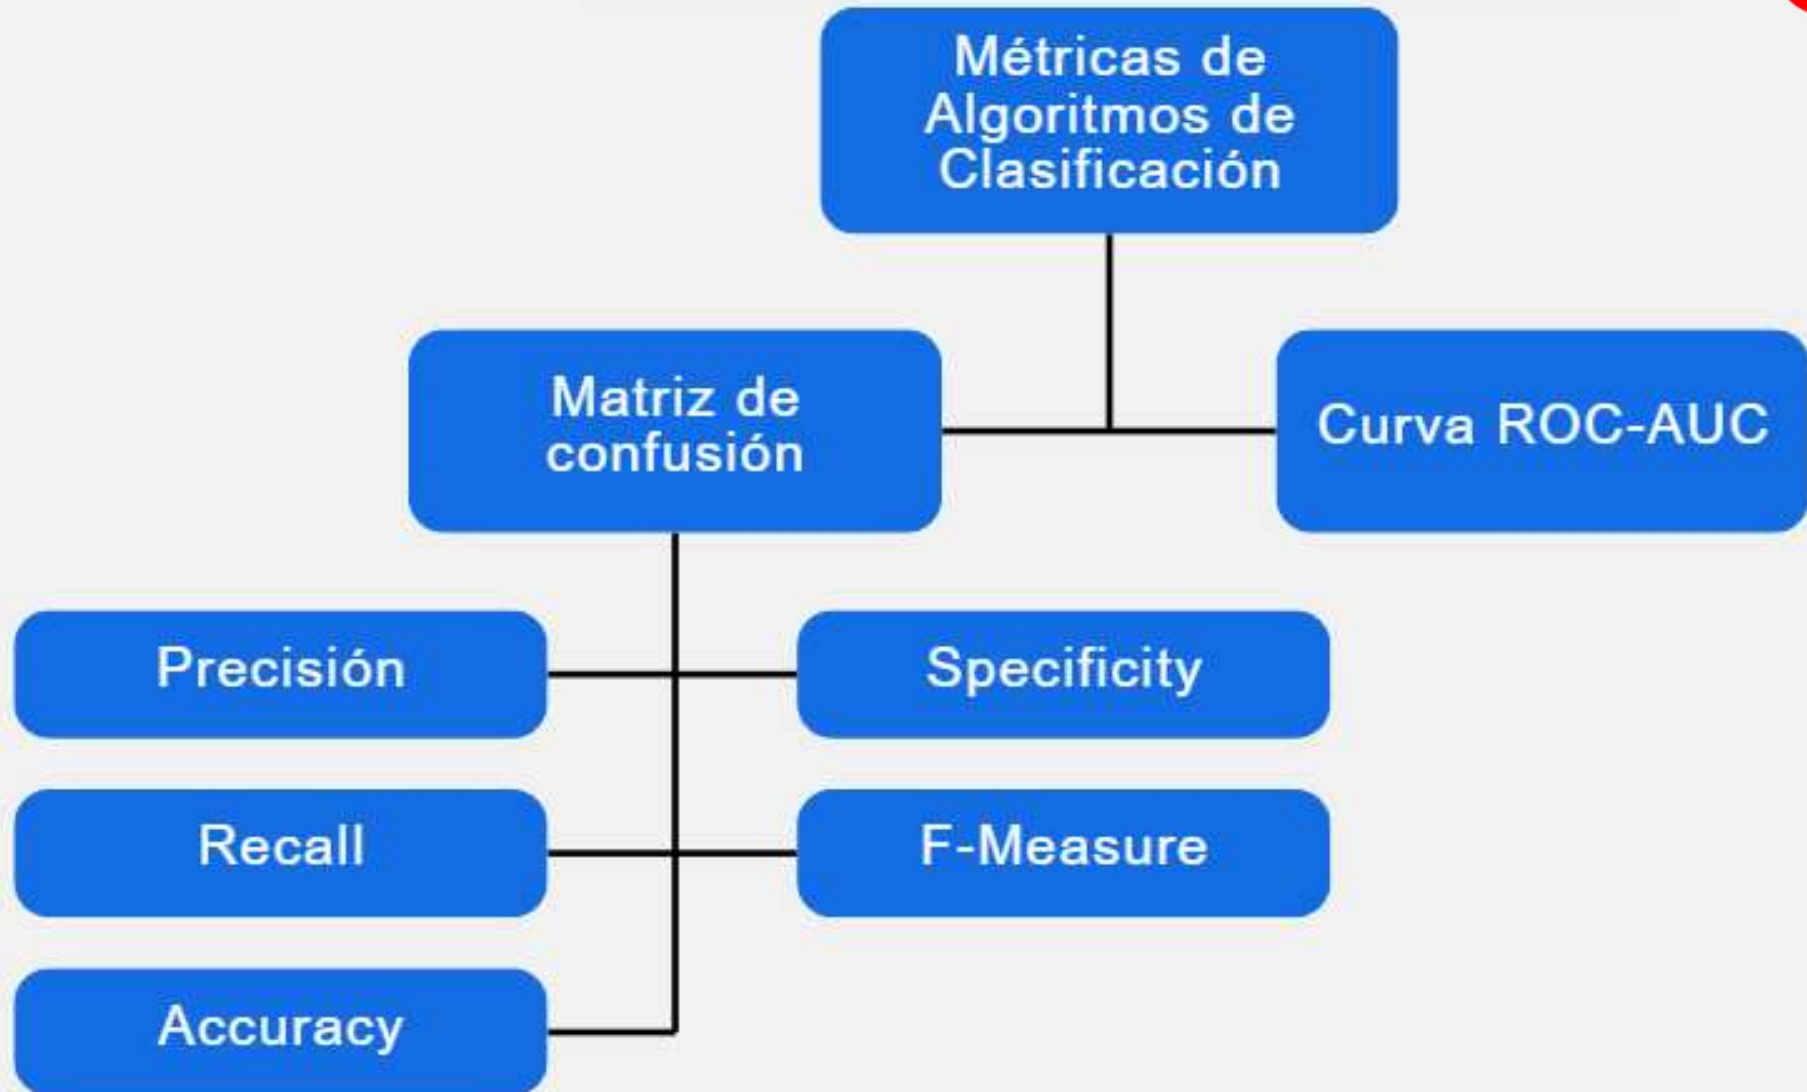 Métricas de
Algoritmos de
Clasificación
Matriz de
confusión
Curva ROC-AUC
Precisión
Specificity
Recall
F-Measure
Accuracy